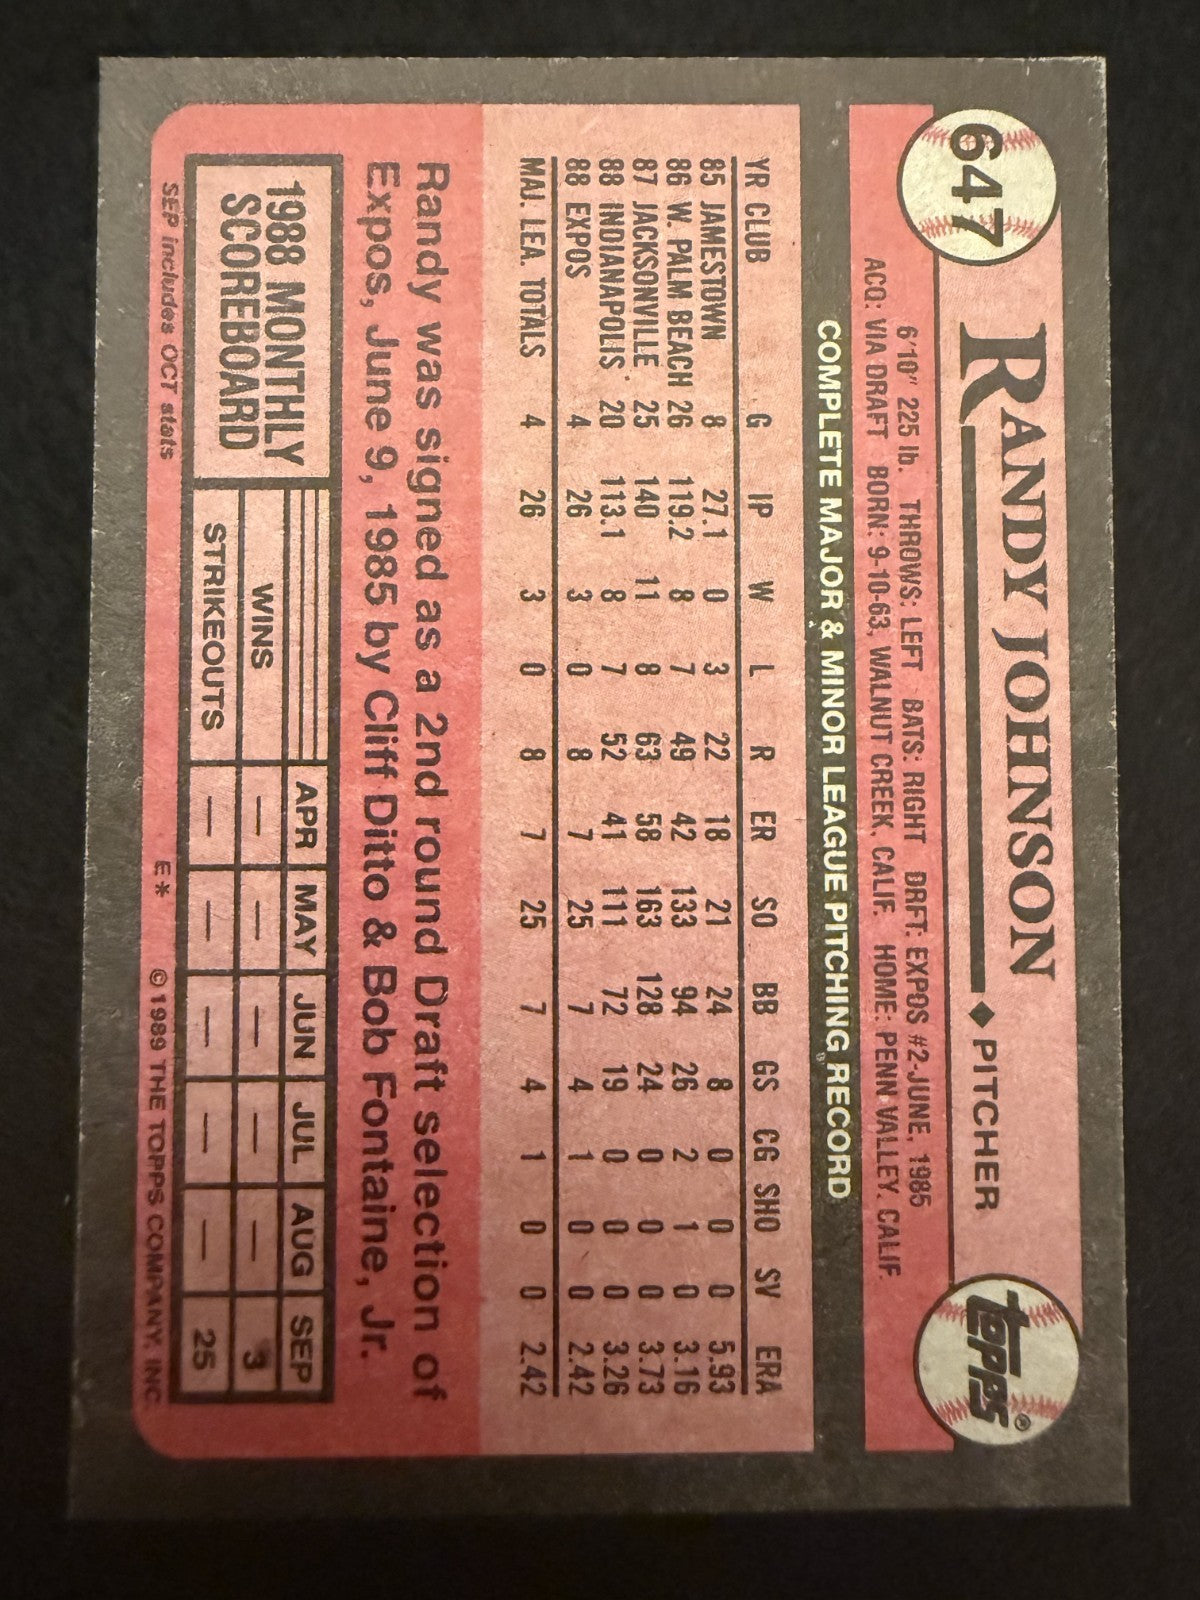 647
RANDY JOHNSON ◆ PITCHER
topps®
6'10" 225 lb. THROWS: LEFT BATS: RIGHT DRFT: EXPOS #2-JUNE, 1985
ACQ: VIA DRAFT BORN: 9-10-63, WALNUT CREEK, CALIF. HOME: PENN VALLEY, CALIF.
COMPLETE MAJOR & MINOR LEAGUE PITCHING RECORD
YR CLUB G IP W L R ER SO BB GS CG SHO SV ERA
85 JAMESTOWN 8 27.1 0 3 22 18 21 24 8 0 0 0 5.93
86 W. PALM BEACH 26 119.2 8 7 49 42 133 94 26 2 1 0 3.16
87 JACKSONVILLE 25 140 11 8 63 58 163 128 24 0 0 0 3.73
88 INDIANAPOLIS 20 113.1 8 7 52 41 111 72 19 0 0 0 3.26
88 EXPOS 4 26 3 0 8 7 25 7 4 1 0 0 2.42
MAJ. LEA. TOTALS 4 26 3 0 8 7 25 7 4 1 0 0 2.42
Randy was signed as a 2nd round Draft selection of
Expos, June 9, 1985 by Cliff Ditto & Bob Fontaine, Jr.
1988 MONTHLY
SCOREBOARD
APR MAY JUN JUL AUG SEP
WINS — — — — — 3
STRIKEOUTS — — — — — 25
SEP includes OCT stats
E* © 1989 THE TOPPS COMPANY, INC.